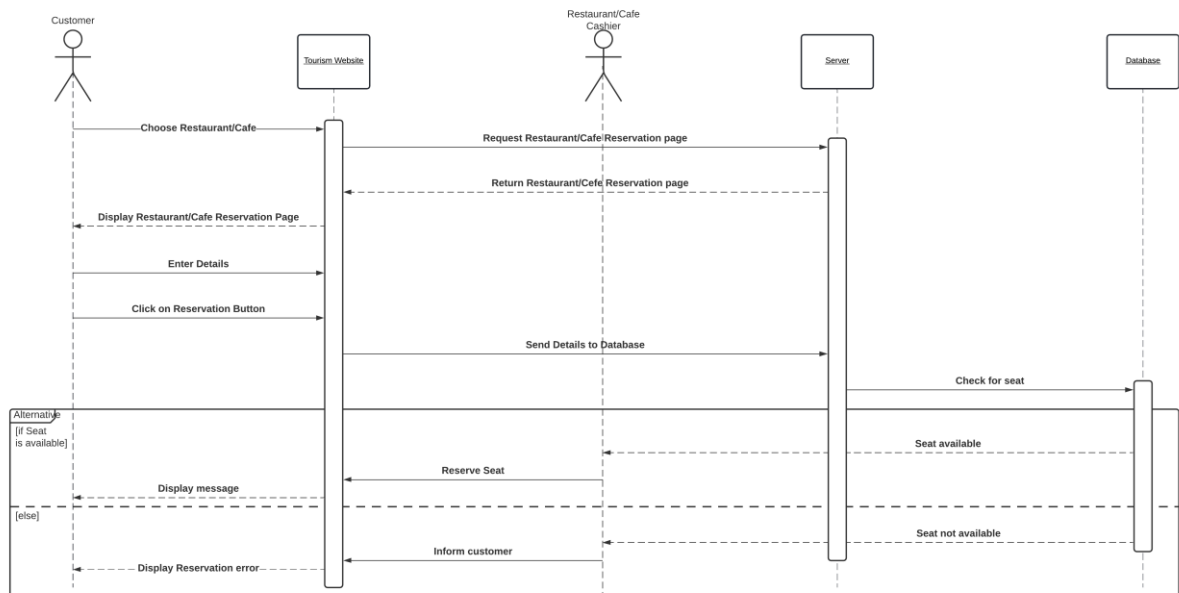 Customer
Restaurant/Cafe
Cashier
Tourism Website
Server
Database
Choose Restaurant/Cafe
Request Restaurant/Cafe Reservation page
Return Restaurant/Cefe Reservation page
Display Restaurant/Cafe Reservation Page
Enter Details
Click on Reservation Button
Send Details to Database
Check for seat
Alternative
[if Seat
is available]
Seat available
Reserve Seat
Display message
[else]
Seat not available
Inform customer
Display Reservation error